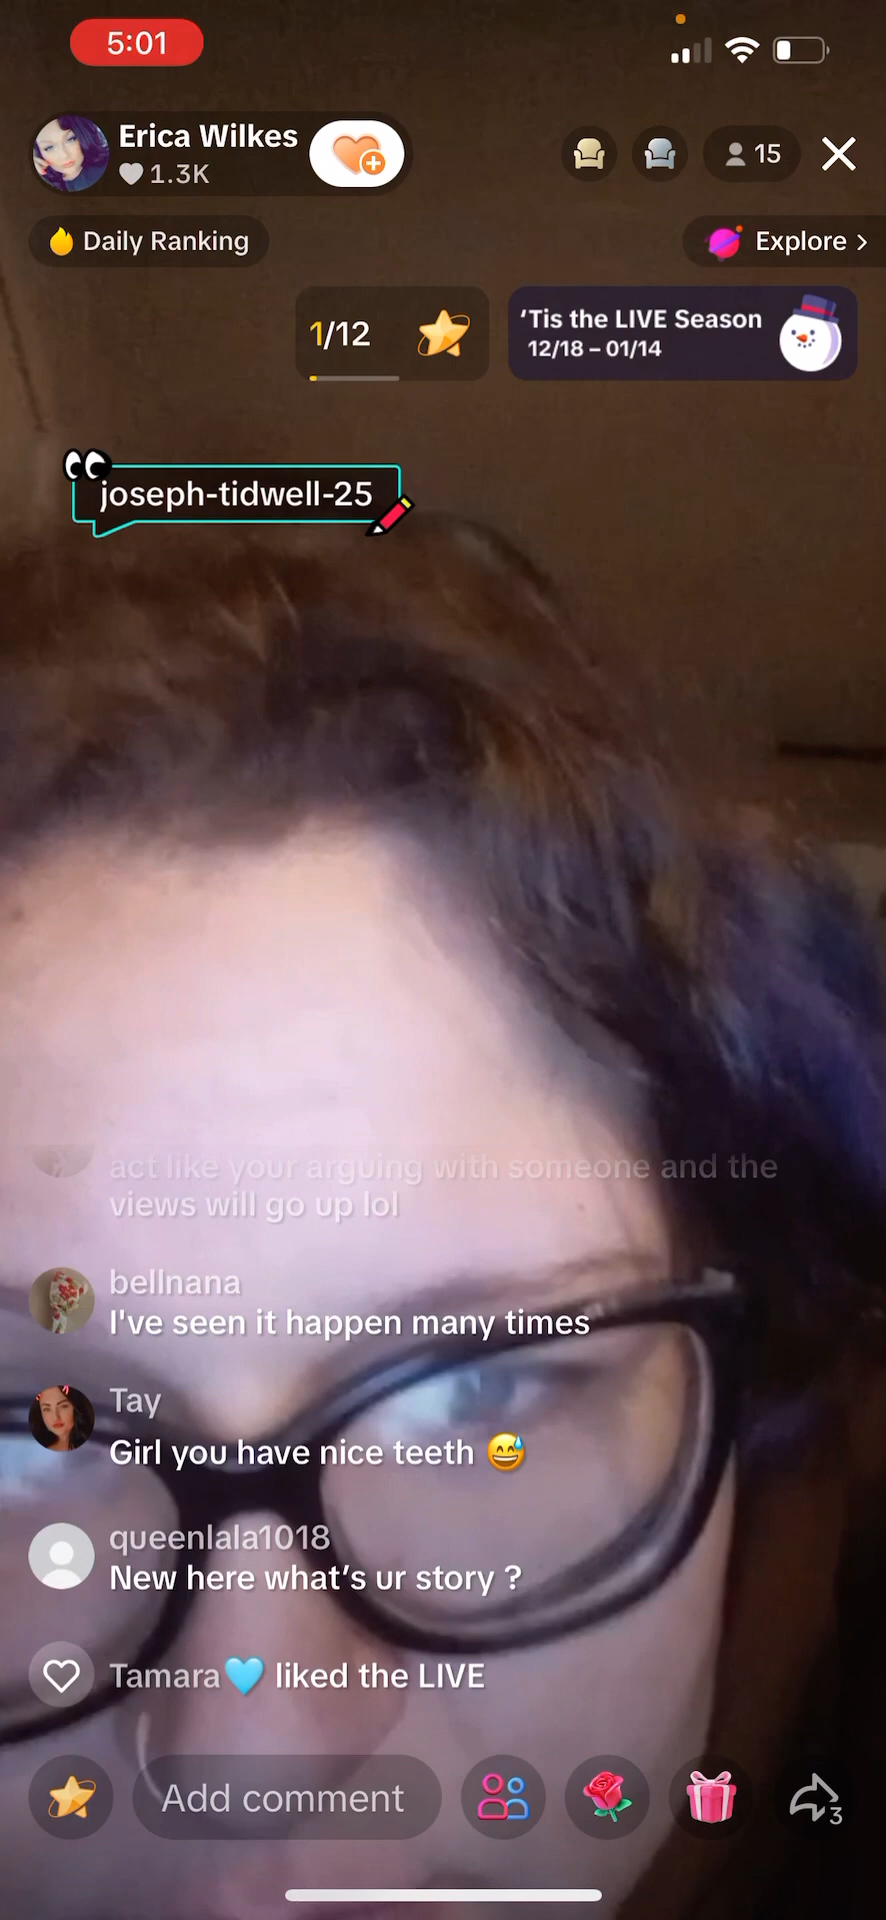 5:01
Erica Wilkes
1.3K
15
Daily Ranking
Explore >
1/12
‘Tis the LIVE Season
12/18 – 01/14
joseph-tidwell-25
act like your arguing with someone and the
views will go up lol
bellnana
I've seen it happen many times
Tay
Girl you have nice teeth 😅
queenlala1018
New here what’s ur story ?
Tamara🩵 liked the LIVE
Add comment
3